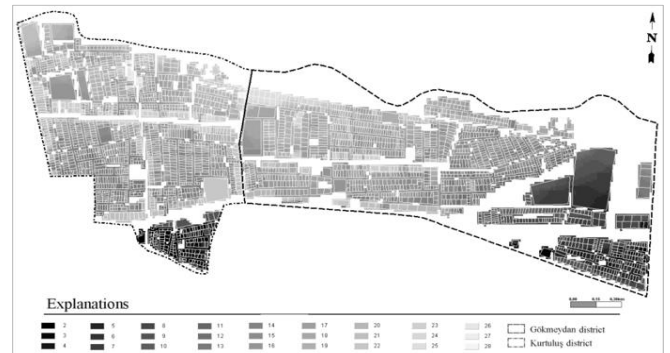 N
Explanations
2 5 8 11 14 17 20 23 26
3 6 9 12 15 18 21 24 27 Gökmeydan district
4 7 10 13 16 19 22 25 28 Kurtuluş district